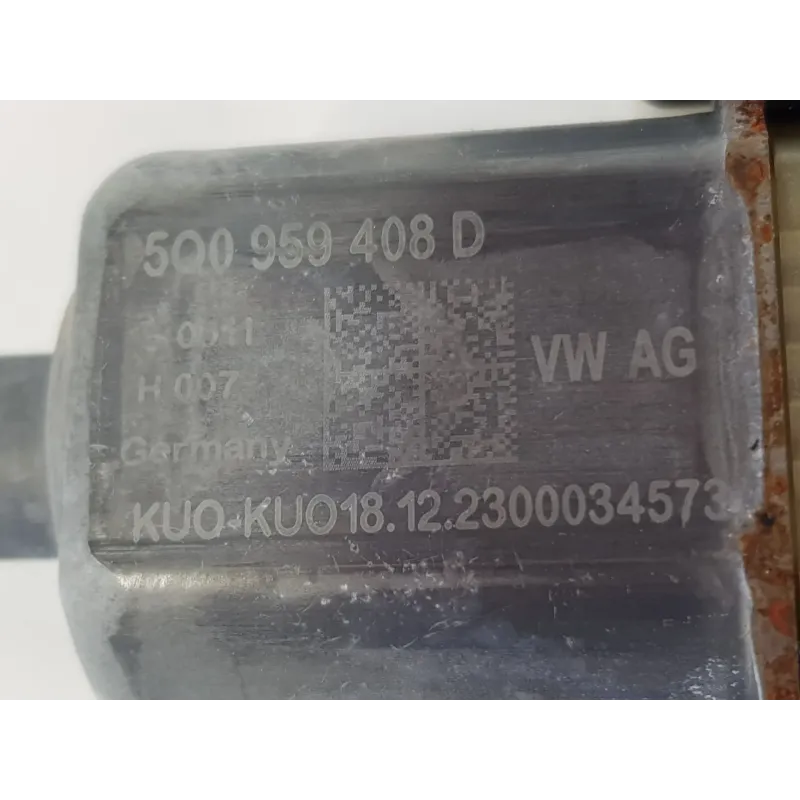 5Q0 959 408 D
0011
H 007
VW AG
Germany
KUO-KUO18.12.2300034573